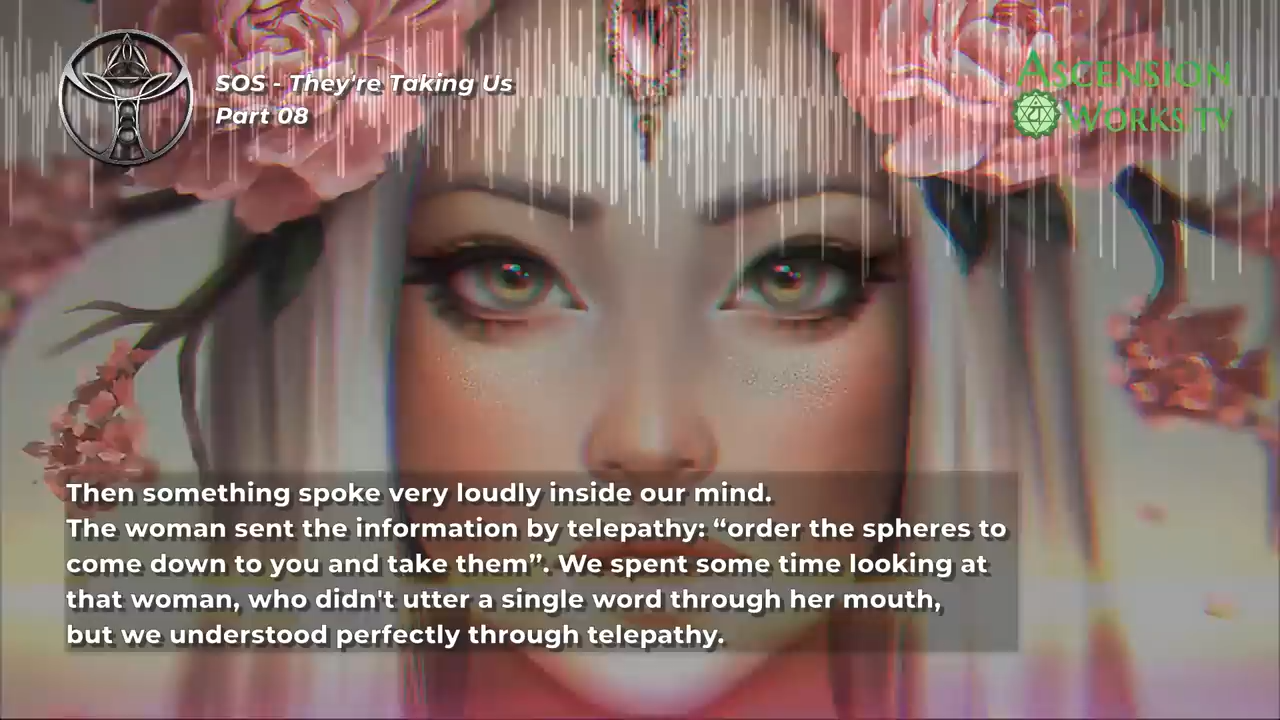 SOS - They're Taking Us
Part 08
ASCENSION
WORKS.TV
Then something spoke very loudly inside our mind.
The woman sent the information by telepathy: “order the spheres to
come down to you and take them”. We spent some time looking at
that woman, who didn't utter a single word through her mouth,
but we understood perfectly through telepathy.